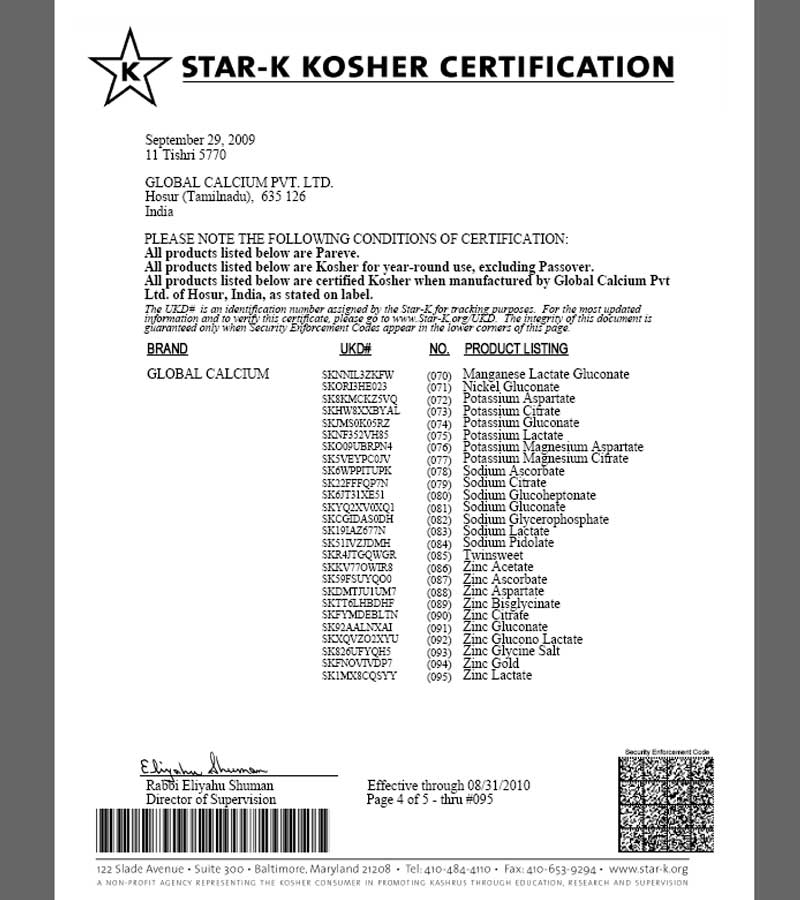 K
STAR-K KOSHER CERTIFICATION
September 29, 2009
11 Tishri 5770
GLOBAL CALCIUM PVT. LTD.
Hosur (Tamilnadu), 635 126
India
PLEASE NOTE THE FOLLOWING CONDITIONS OF CERTIFICATION:
All products listed below are Pareve.
All products listed below are Kosher for year-round use, excluding Passover.
All products listed below are certified Kosher when manufactured by Global Calcium Pvt
Ltd. of Hosur, India, as stated on label.
The UKD# is an identification number assigned by the Star-K for tracking purposes. For the most updated
information and to verify this certificate, please go to www.Star-K.org/UKD. The integrity of this document is
guaranteed only when Security Enforcement Codes appear in the lower corners of this page.
BRAND UKD# NO. PRODUCT LISTING
GLOBAL CALCIUM SKNNIL3ZKFW (070) Manganese Lactate Gluconate
SKORI3HE023 (071) Nickel Gluconate
SK8KMCKZ5VQ (072) Potassium Aspartate
SKHW8XXBYAL (073) Potassium Citrate
SKJMS0K05RZ (074) Potassium Gluconate
SKNF352VH85 (075) Potassium Lactate
SKO09UBRPN4 (076) Potassium Magnesium Aspartate
SK5VEYPC0JV (077) Potassium Magnesium Citrate
SK6WPPITUPK (078) Sodium Ascorbate
SK22FFFQP7N (079) Sodium Citrate
SK6JT31XE51 (080) Sodium Glucoheptonate
SKYQ2XV0XQ1 (081) Sodium Gluconate
SKCGIDAS0DH (082) Sodium Glycerophosphate
SK19IAZ677N (083) Sodium Lactate
SK51IVZJDMH (084) Sodium Pidolate
SKR4JTGQWGR (085) Twinsweet
SKKV77OWIR8 (086) Zinc Acetate
SK59FSUYQO0 (087) Zinc Ascorbate
SKDMTJU1UM7 (088) Zinc Aspartate
SKTT6LHBDHF (089) Zinc Bisglycinate
SKFYMDEBLTN (090) Zinc Citrate
SK92AALNXAI (091) Zinc Gluconate
SKXQVZO2XYU (092) Zinc Glucono Lactate
SK826UFYQH5 (093) Zinc Glycine Salt
SKFNOVIVDP7 (094) Zinc Gold
SK1MX8CQSYY (095) Zinc Lactate
Security Enforcement Code
Eliyahu Shuman
Rabbi Eliyahu Shuman Effective through 08/31/2010
Director of Supervision Page 4 of 5 - thru #095
122 Slade Avenue • Suite 300 • Baltimore, Maryland 21208 • Tel: 410-484-4110 • Fax: 410-653-9294 • www.star-k.org
A NON-PROFIT AGENCY REPRESENTING THE KOSHER CONSUMER IN PROMOTING KASHRUS THROUGH EDUCATION, RESEARCH AND SUPERVISION